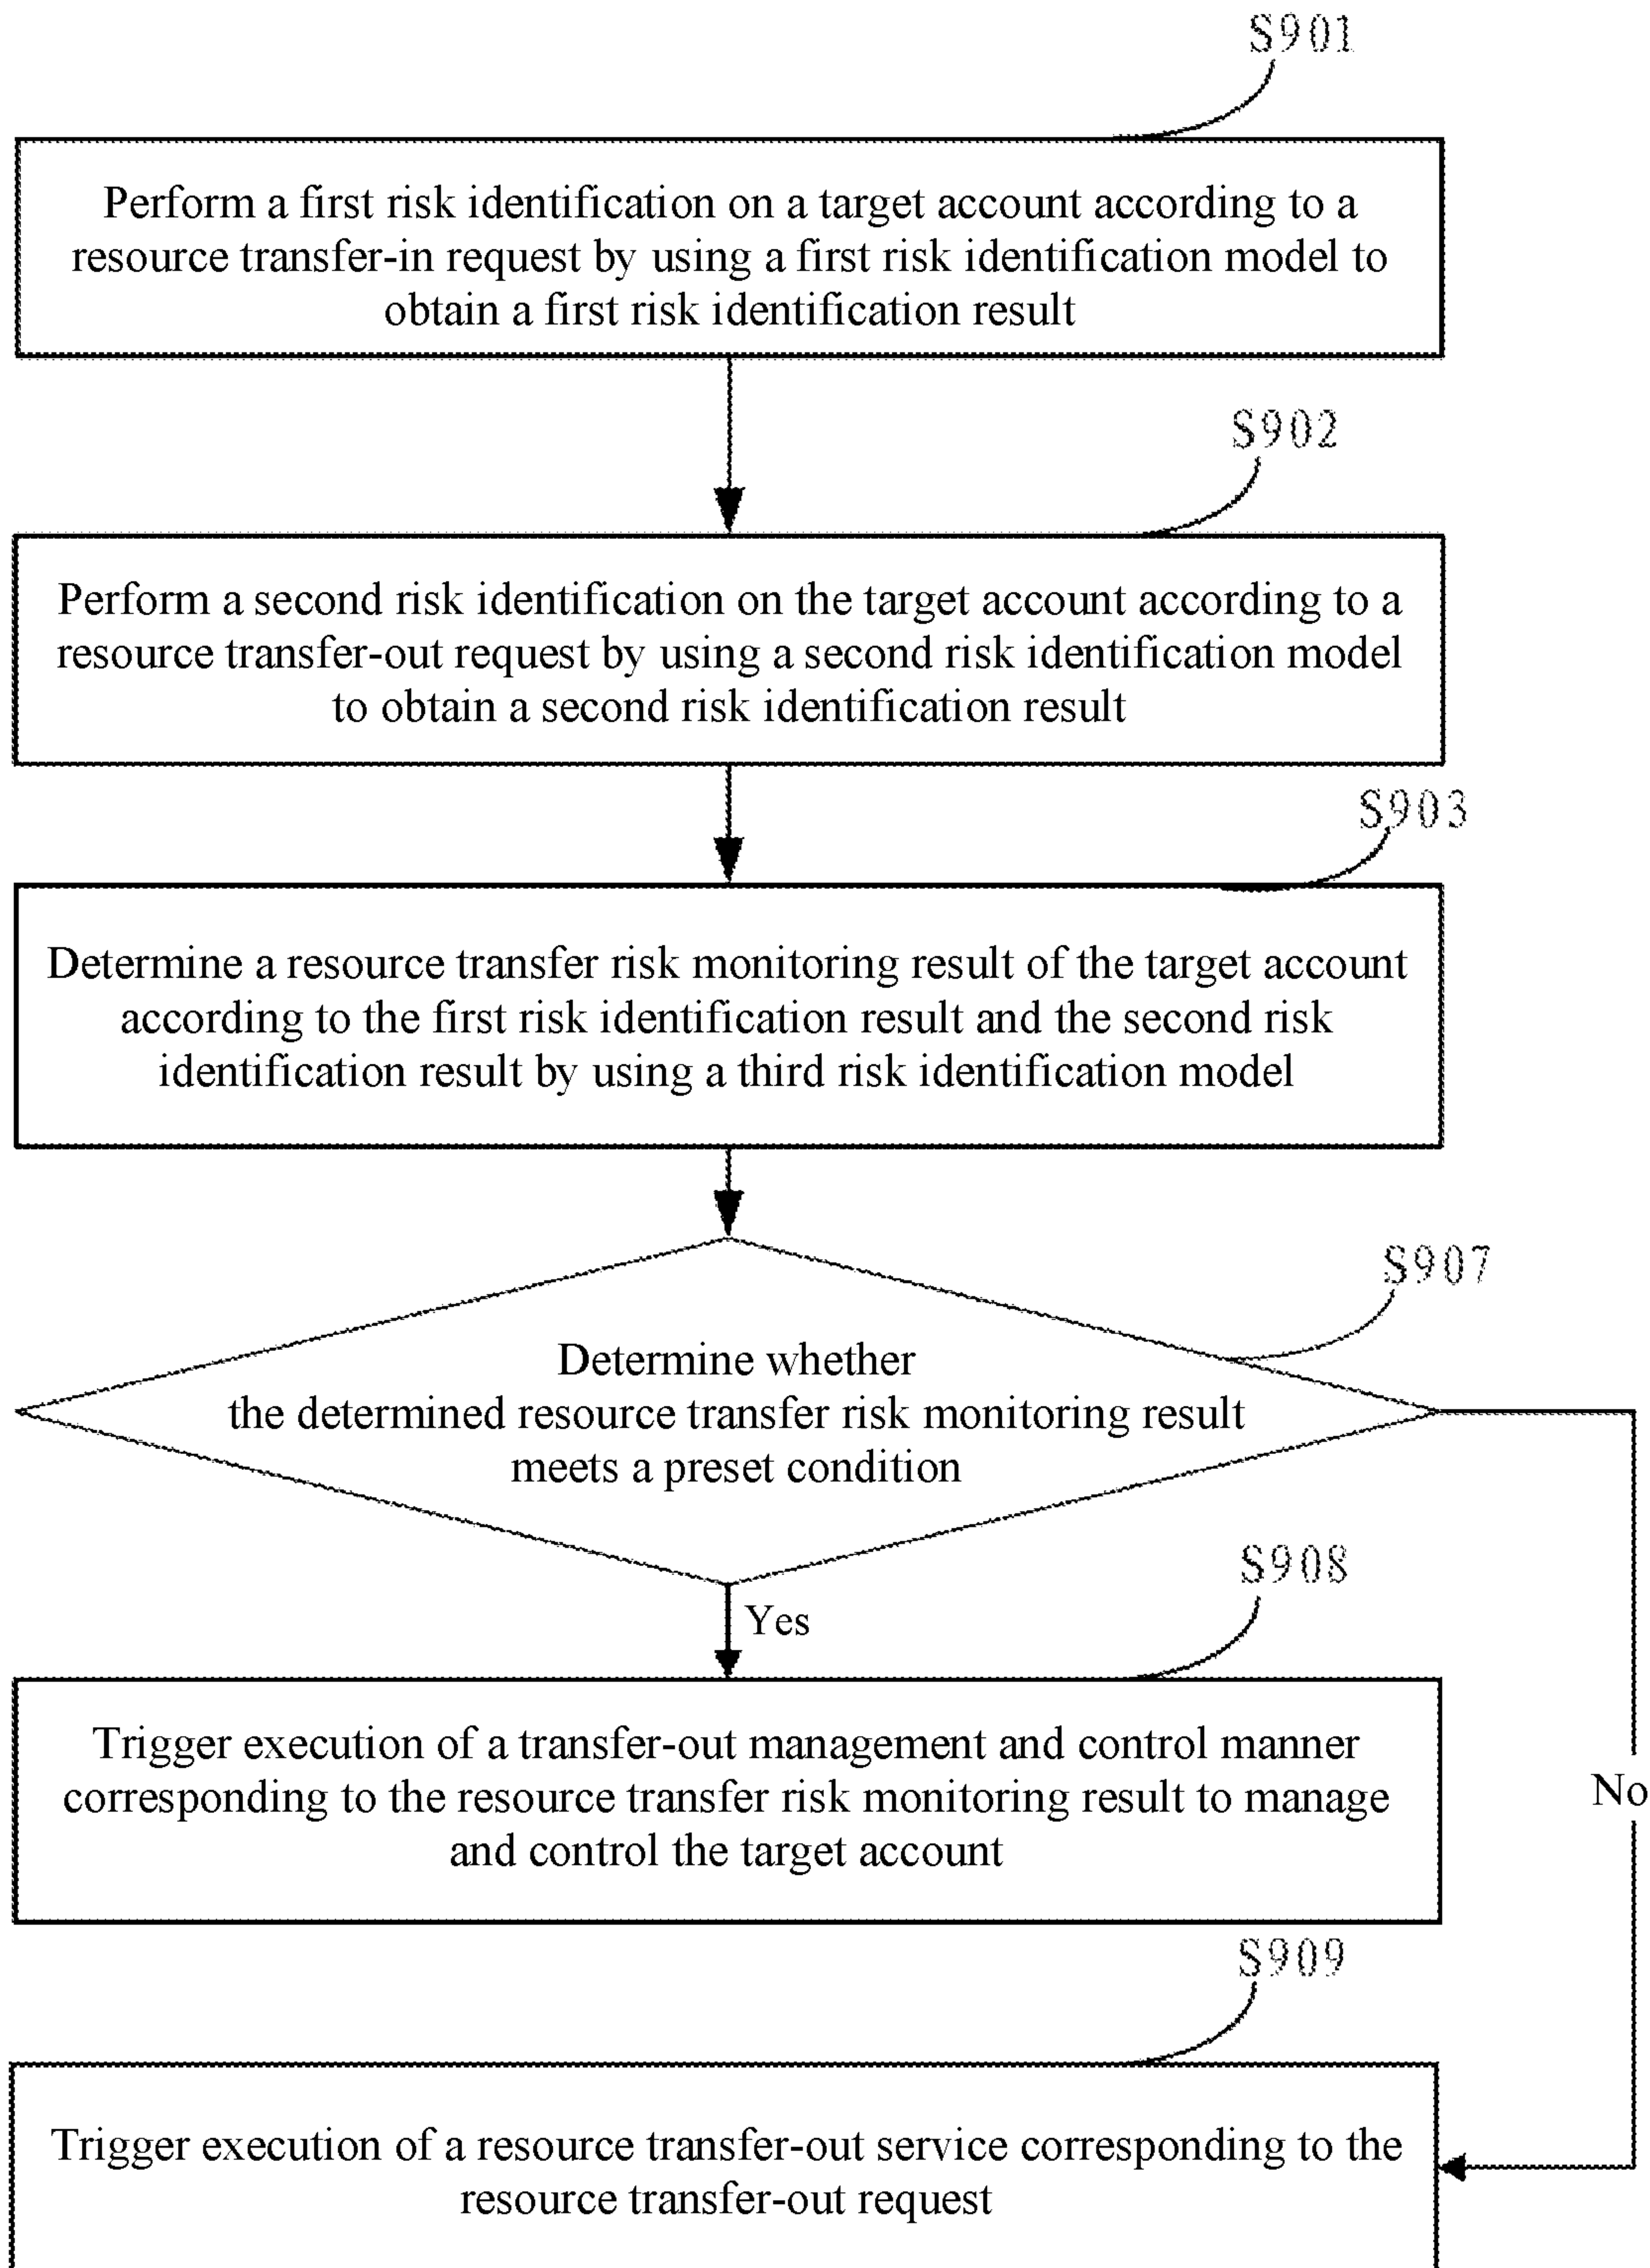 S901
Perform a first risk identification on a target account according to a
resource transfer-in request by using a first risk identification model to
obtain a first risk identification result
S902
Perform a second risk identification on the target account according to a
resource transfer-out request by using a second risk identification model
to obtain a second risk identification result
S903
Determine a resource transfer risk monitoring result of the target account
according to the first risk identification result and the second risk
identification result by using a third risk identification model
S907
Determine whether
the determined resource transfer risk monitoring result
meets a preset condition
S908
Yes
Trigger execution of a transfer-out management and control manner
corresponding to the resource transfer risk monitoring result to manage
and control the target account
No
S909
Trigger execution of a resource transfer-out service corresponding to the
resource transfer-out request